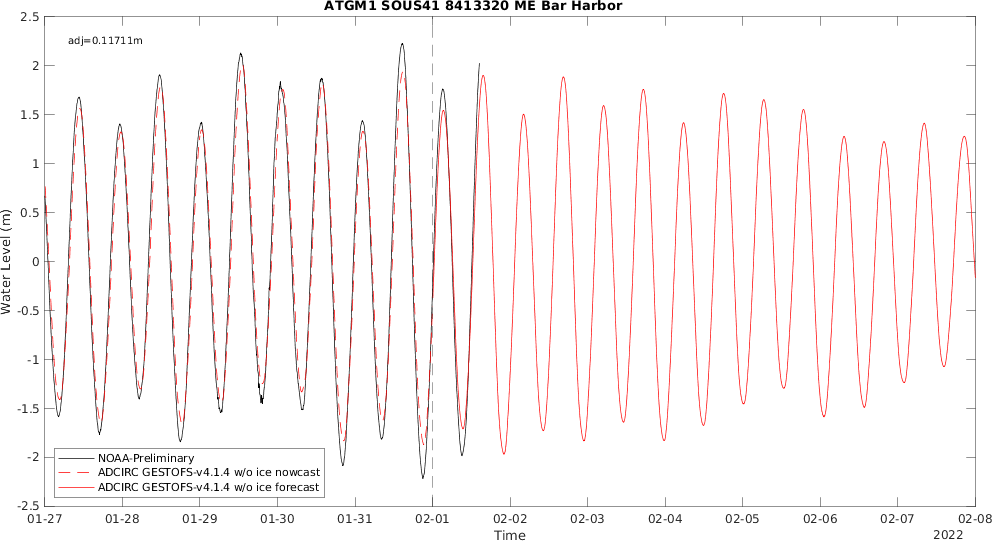 ATGM1 SOUS41 8413320 ME Bar Harbor
adj=0.11711m
2.5
2
1.5
1
0.5
0
-0.5
-1
-1.5
-2
-2.5
Water Level (m)
NOAA-Preliminary
ADCIRC GESTOFS-v4.1.4 w/o ice nowcast
ADCIRC GESTOFS-v4.1.4 w/o ice forecast
01-27 01-28 01-29 01-30 01-31 02-01 02-02 02-03 02-04 02-05 02-06 02-07 02-08
Time
2022